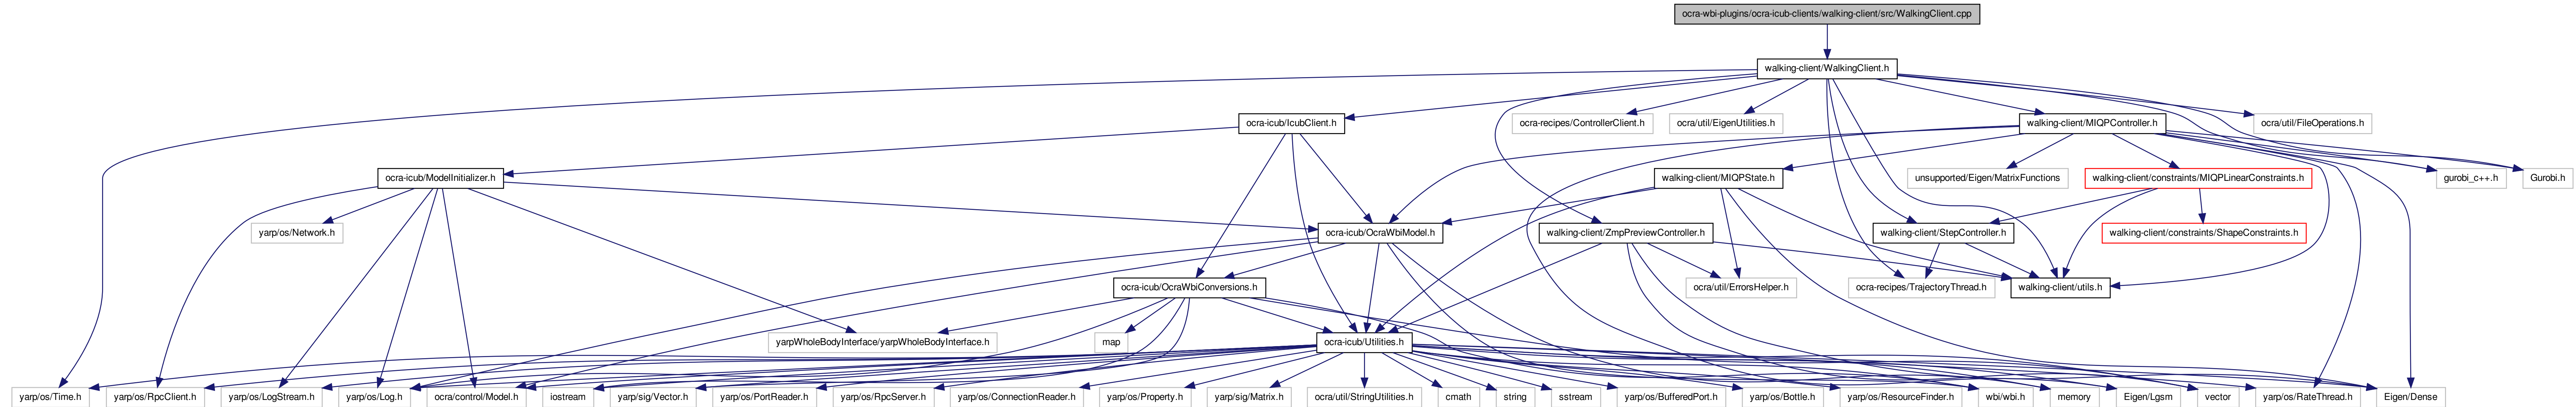 ocra-wbi-plugins/ocra-icub-clients/walking-client/src/WalkingClient.cpp
walking-client/WalkingClient.h
ocra-icub/IcubClient.h
ocra-recipes/ControllerClient.h
ocra/util/EigenUtilities.h
walking-client/MIQPController.h
ocra/util/FileOperations.h
ocra-icub/ModelInitializer.h
walking-client/MIQPState.h
unsupported/Eigen/MatrixFunctions
walking-client/constraints/MIQPLinearConstraints.h
gurobi_c++.h
Gurobi.h
yarp/os/Network.h
ocra-icub/OcraWbiModel.h
walking-client/ZmpPreviewController.h
walking-client/StepController.h
walking-client/constraints/ShapeConstraints.h
ocra-icub/OcraWbiConversions.h
ocra/util/ErrorsHelper.h
ocra-recipes/TrajectoryThread.h
walking-client/utils.h
yarpWholeBodyInterface/yarpWholeBodyInterface.h
map
ocra-icub/Utilities.h
yarp/os/Time.h
yarp/os/RpcClient.h
yarp/os/LogStream.h
yarp/os/Log.h
ocra/control/Model.h
iostream
yarp/sig/Vector.h
yarp/os/PortReader.h
yarp/os/RpcServer.h
yarp/os/ConnectionReader.h
yarp/os/Property.h
yarp/sig/Matrix.h
ocra/util/StringUtilities.h
cmath
string
sstream
yarp/os/BufferedPort.h
yarp/os/Bottle.h
yarp/os/ResourceFinder.h
wbi/wbi.h
memory
Eigen/Lgsm
vector
yarp/os/RateThread.h
Eigen/Dense